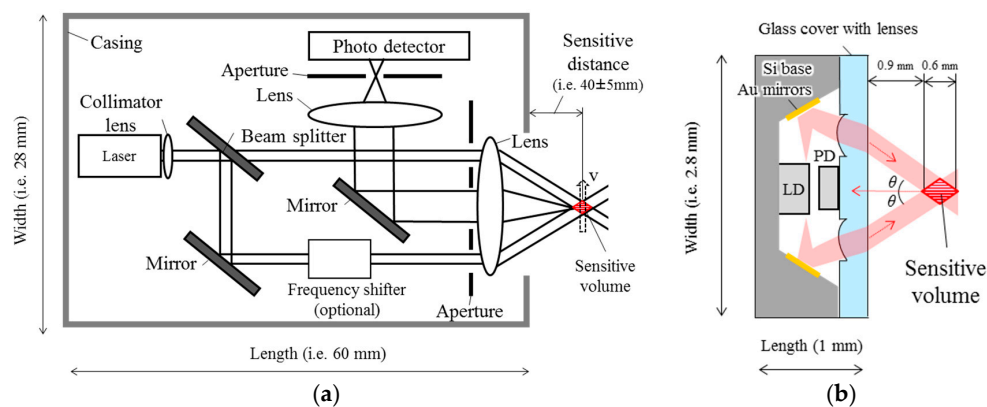 Casing
Photo detector
Aperture
Lens
Collimator
lens
Laser
Beam splitter
Mirror
Mirror
Frequency shifter
(optional)
Aperture
Lens
Sensitive
distance
(i.e. 40±5mm)
v
Sensitive
volume
Width (i.e. 28 mm)
Length (i.e. 60 mm)
(a)
Glass cover with lenses
0.9 mm
0.6 mm
Si base
Au mirrors
PD
LD
θ
θ
Sensitive
volume
Width (i.e. 2.8 mm)
Length (1 mm)
(b)